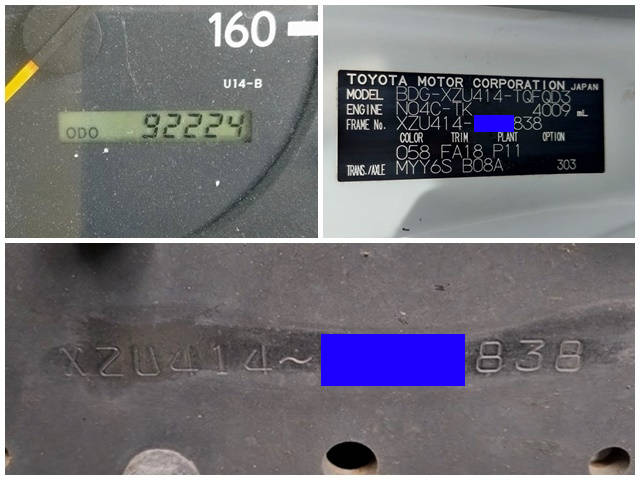 160
U14-B
ODO 92224
TOYOTA MOTOR CORPORATION JAPAN
MODEL BDG-XZU414-TQFQD3
ENGINE N04C-TK 4009 mL
FRAME No. XZU414- 838
COLOR TRIM PLANT OPTION
058 FA18 P11
TRANS./AXLE MYY6S B08A 303
XZU414~ 838